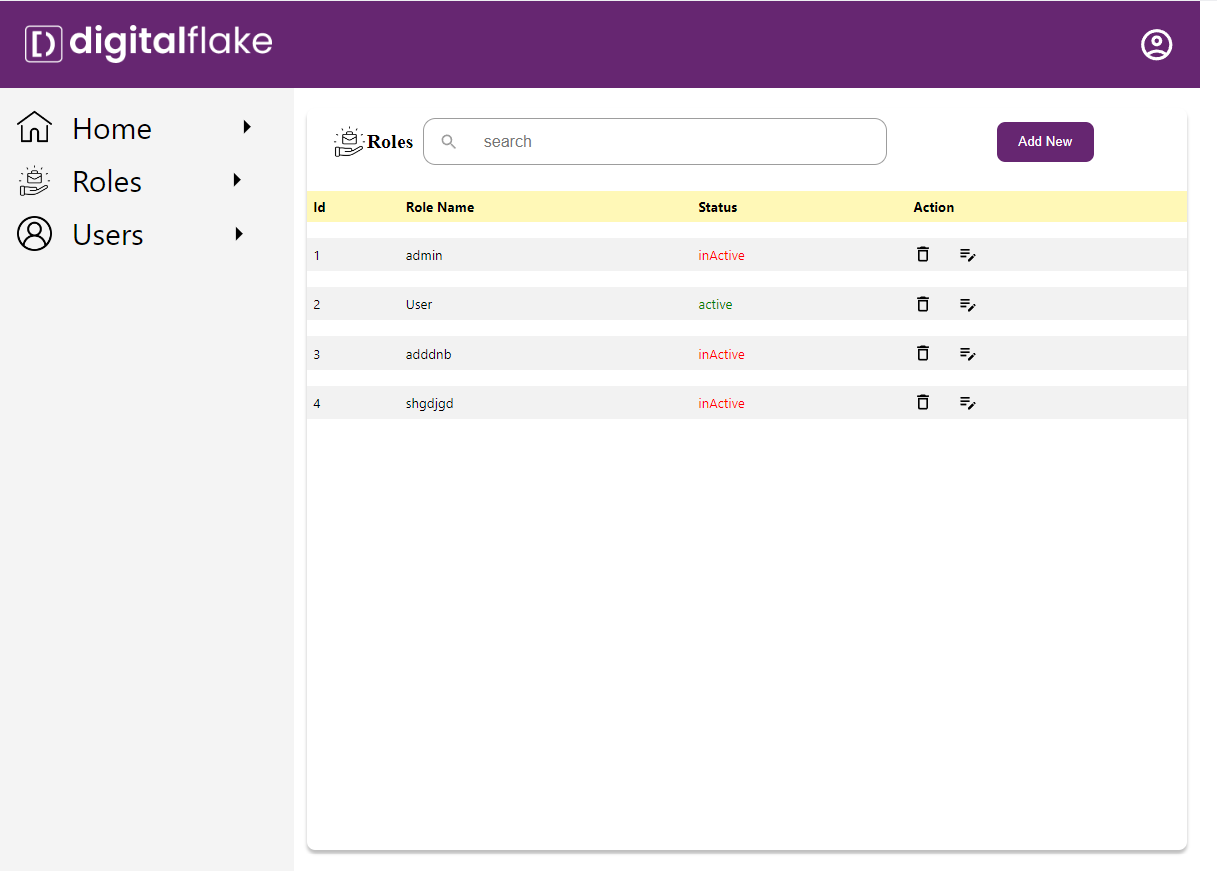 digitalflake
Home
Roles
Users
Roles search Add New
Id Role Name Status Action
1 admin inActive
2 User active
3 adddnb inActive
4 shgdjgd inActive